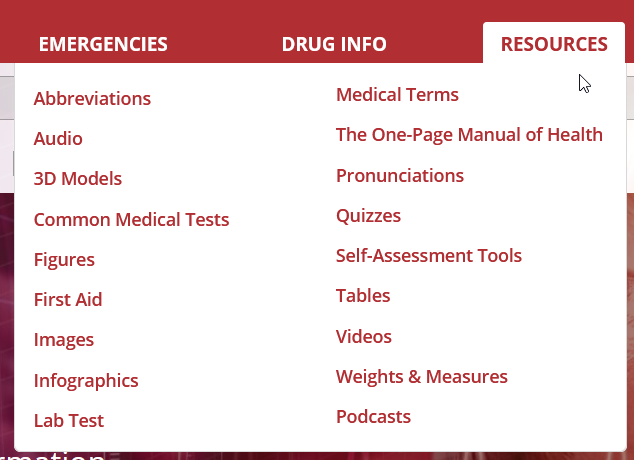 EMERGENCIES
DRUG INFO
RESOURCES
Abbreviations
Audio
3D Models
Common Medical Tests
Figures
First Aid
Images
Infographics
Lab Test
Medical Terms
The One-Page Manual of Health
Pronunciations
Quizzes
Self-Assessment Tools
Tables
Videos
Weights & Measures
Podcasts